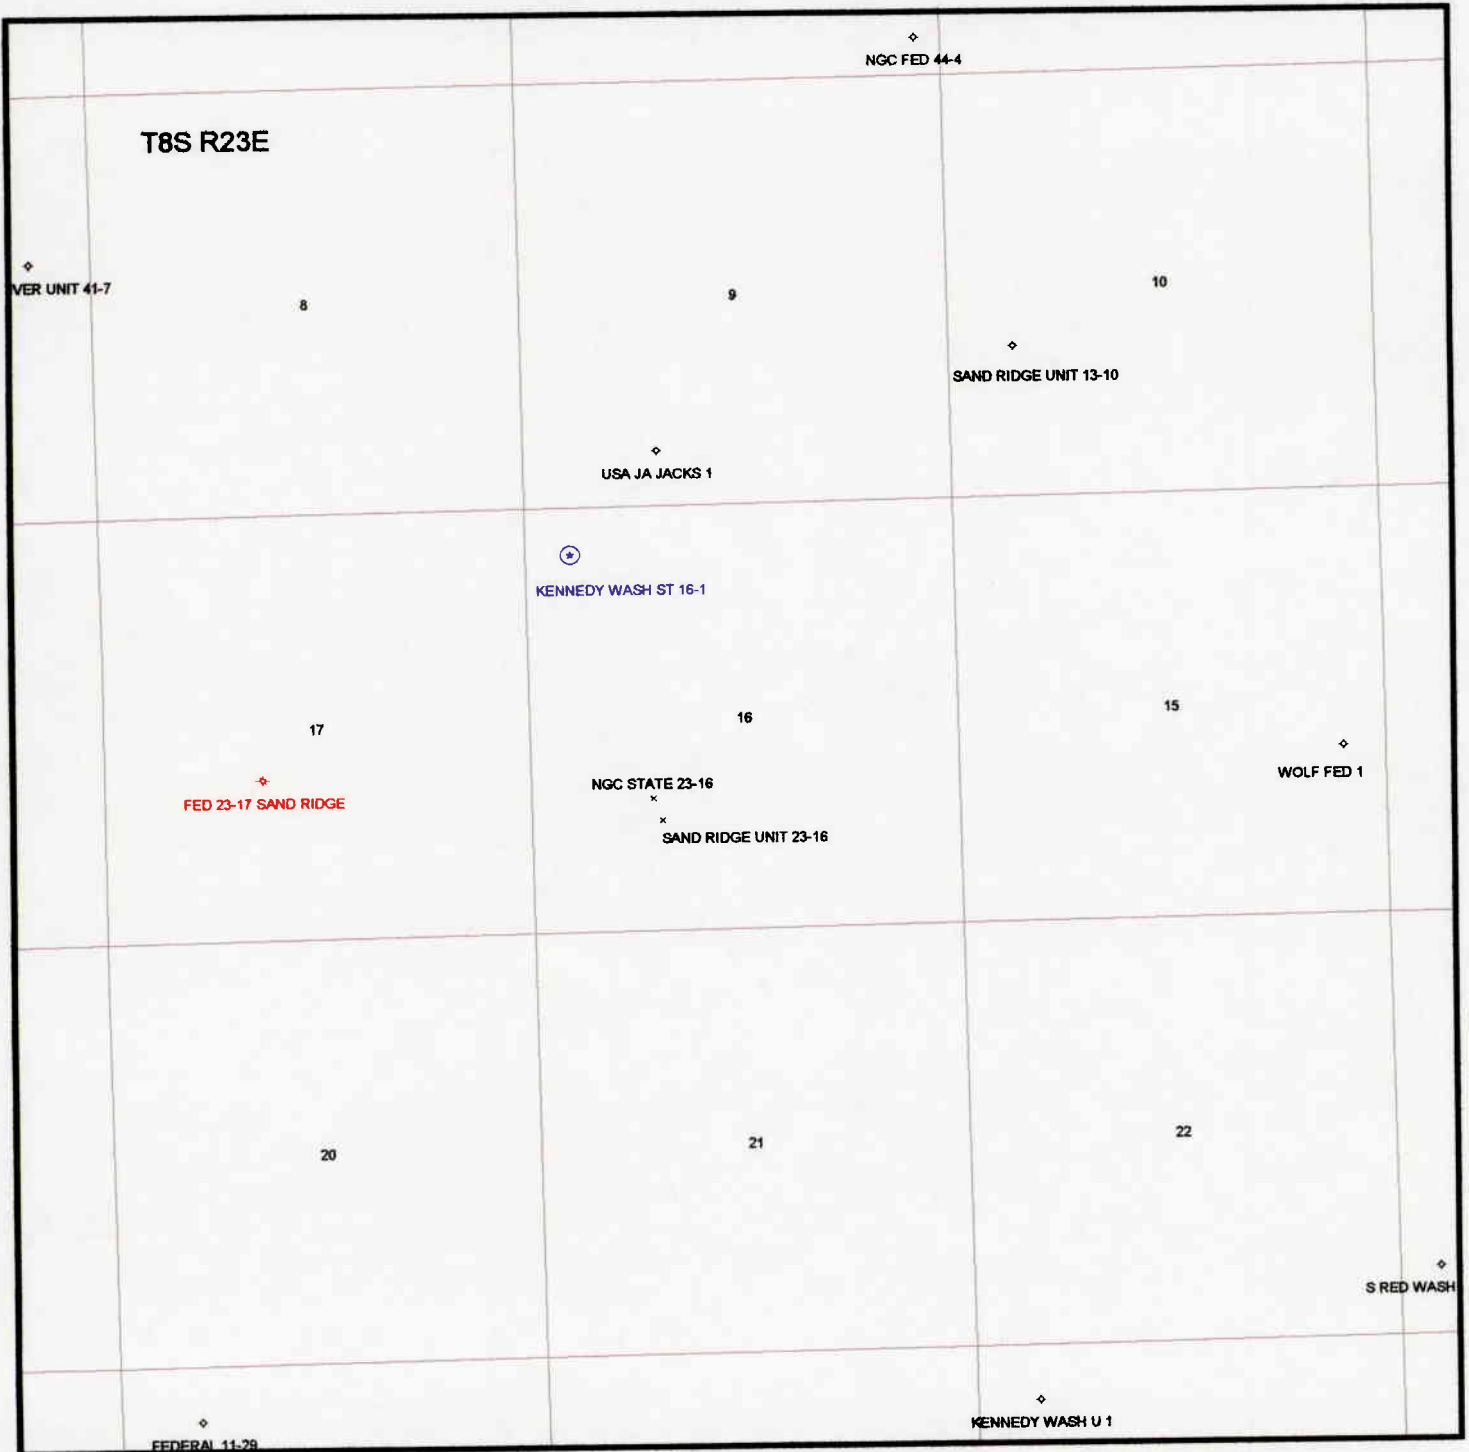 NGC FED 44-4
T8S R23E
VER UNIT 41-7
8
9
10
SAND RIDGE UNIT 13-10
USA JA JACKS 1
KENNEDY WASH ST 16-1
17
16
15
FED 23-17 SAND RIDGE
NGC STATE 23-16
WOLF FED 1
SAND RIDGE UNIT 23-16
20
21
22
S RED WASH
KENNEDY WASH U 1
FEDERAL 11-29